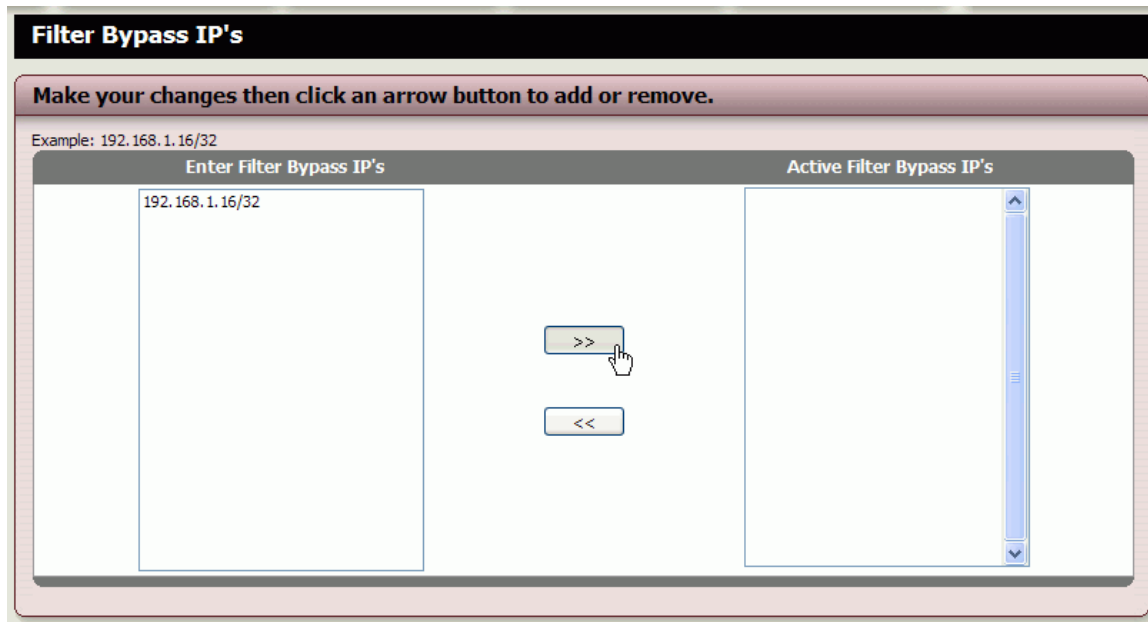 Filter Bypass IP's
Make your changes then click an arrow button to add or remove.
Example: 192.168.1.16/32
Enter Filter Bypass IP's
Active Filter Bypass IP's
192.168.1.16/32
>>
<<